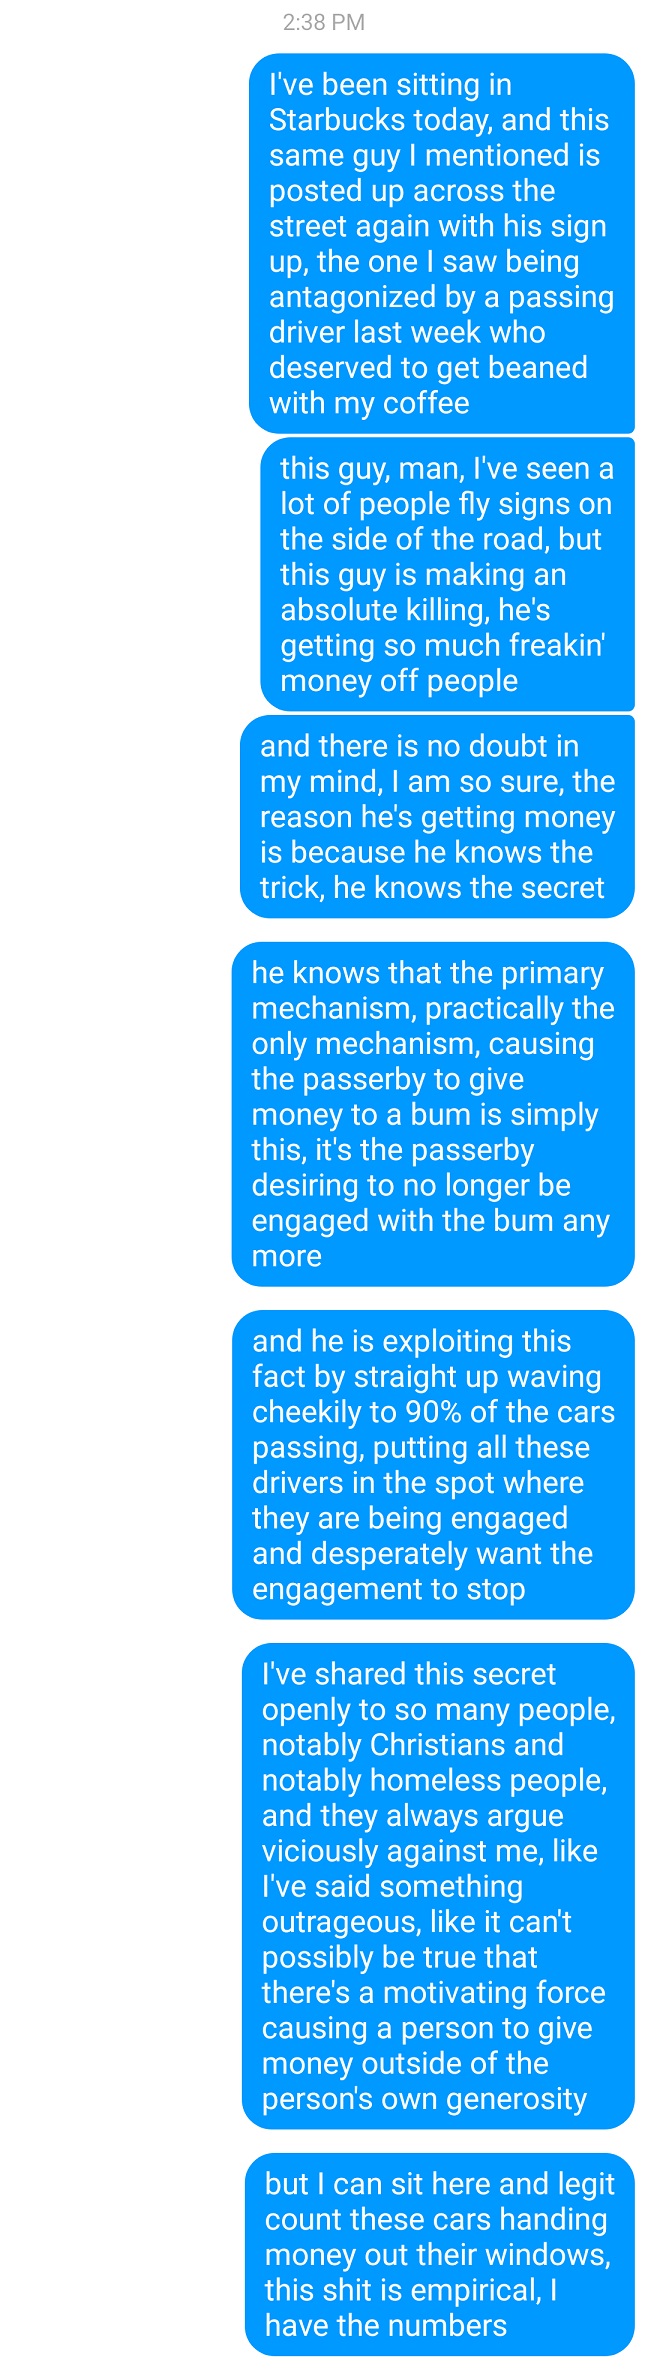 2:38 PM
I've been sitting in
Starbucks today, and this
same guy I mentioned is
posted up across the
street again with his sign
up, the one I saw being
antagonized by a passing
driver last week who
deserved to get beaned
with my coffee
this guy, man, I've seen a
lot of people fly signs on
the side of the road, but
this guy is making an
absolute killing, he's
getting so much freakin'
money off people
and there is no doubt in
my mind, I am so sure, the
reason he's getting money
is because he knows the
trick, he knows the secret
he knows that the primary
mechanism, practically the
only mechanism, causing
the passerby to give
money to a bum is simply
this, it's the passerby
desiring to no longer be
engaged with the bum any
more
and he is exploiting this
fact by straight up waving
cheekily to 90% of the cars
passing, putting all these
drivers in the spot where
they are being engaged
and desperately want the
engagement to stop
I've shared this secret
openly to so many people,
notably Christians and
notably homeless people,
and they always argue
viciously against me, like
I've said something
outrageous, like it can't
possibly be true that
there's a motivating force
causing a person to give
money outside of the
person's own generosity
but I can sit here and legit
count these cars handing
money out their windows,
this shit is empirical, I
have the numbers